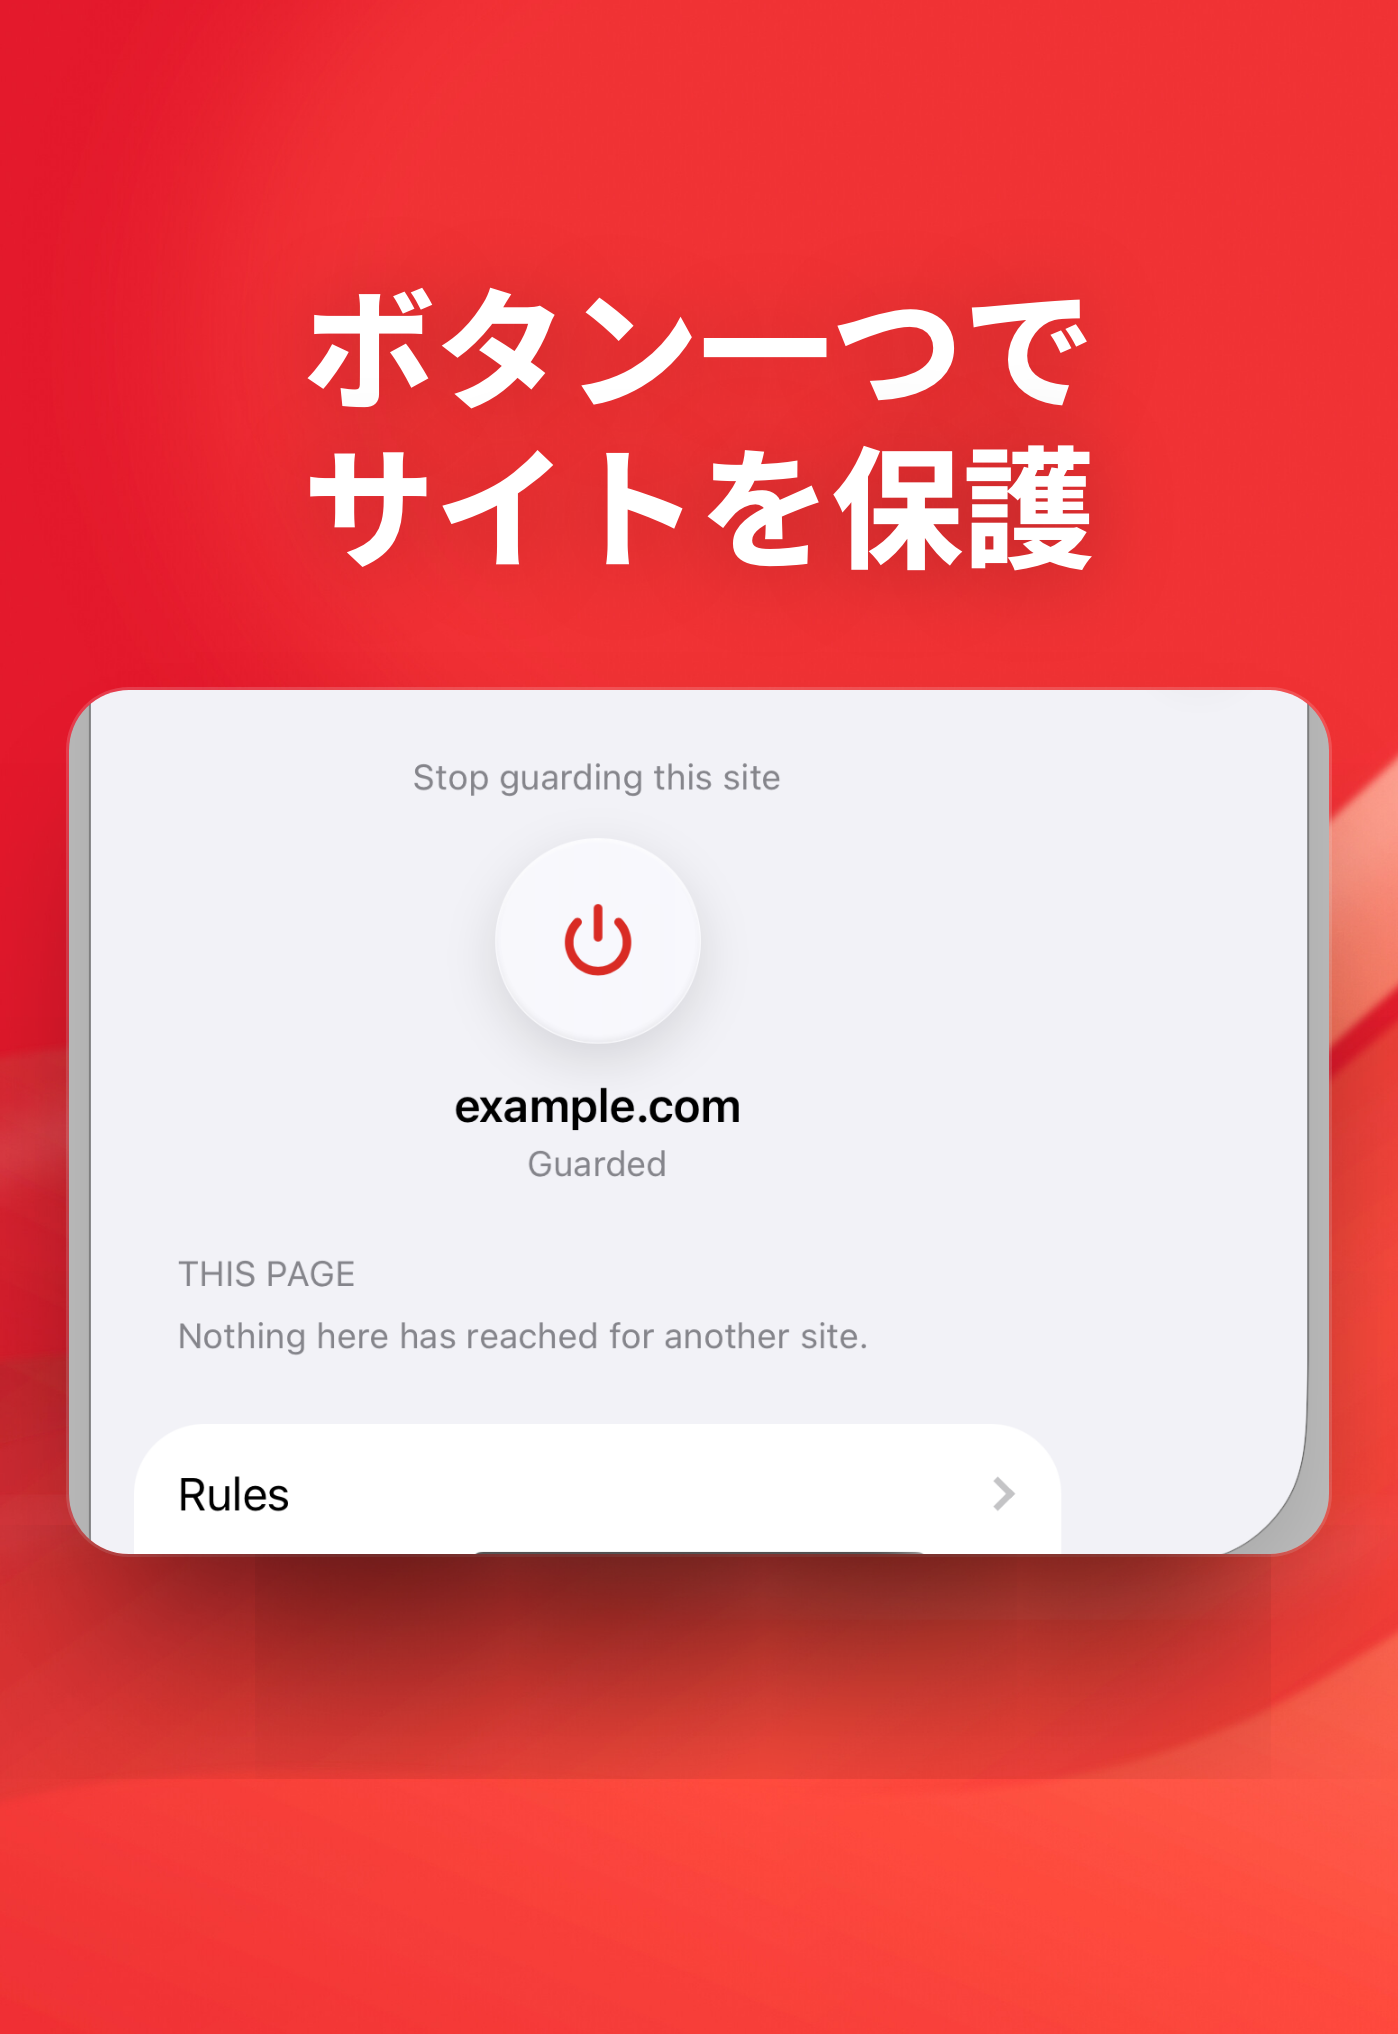 ボタン一つで
サイトを保護
Stop guarding this site
example.com
Guarded
THIS PAGE
Nothing here has reached for another site.
Rules